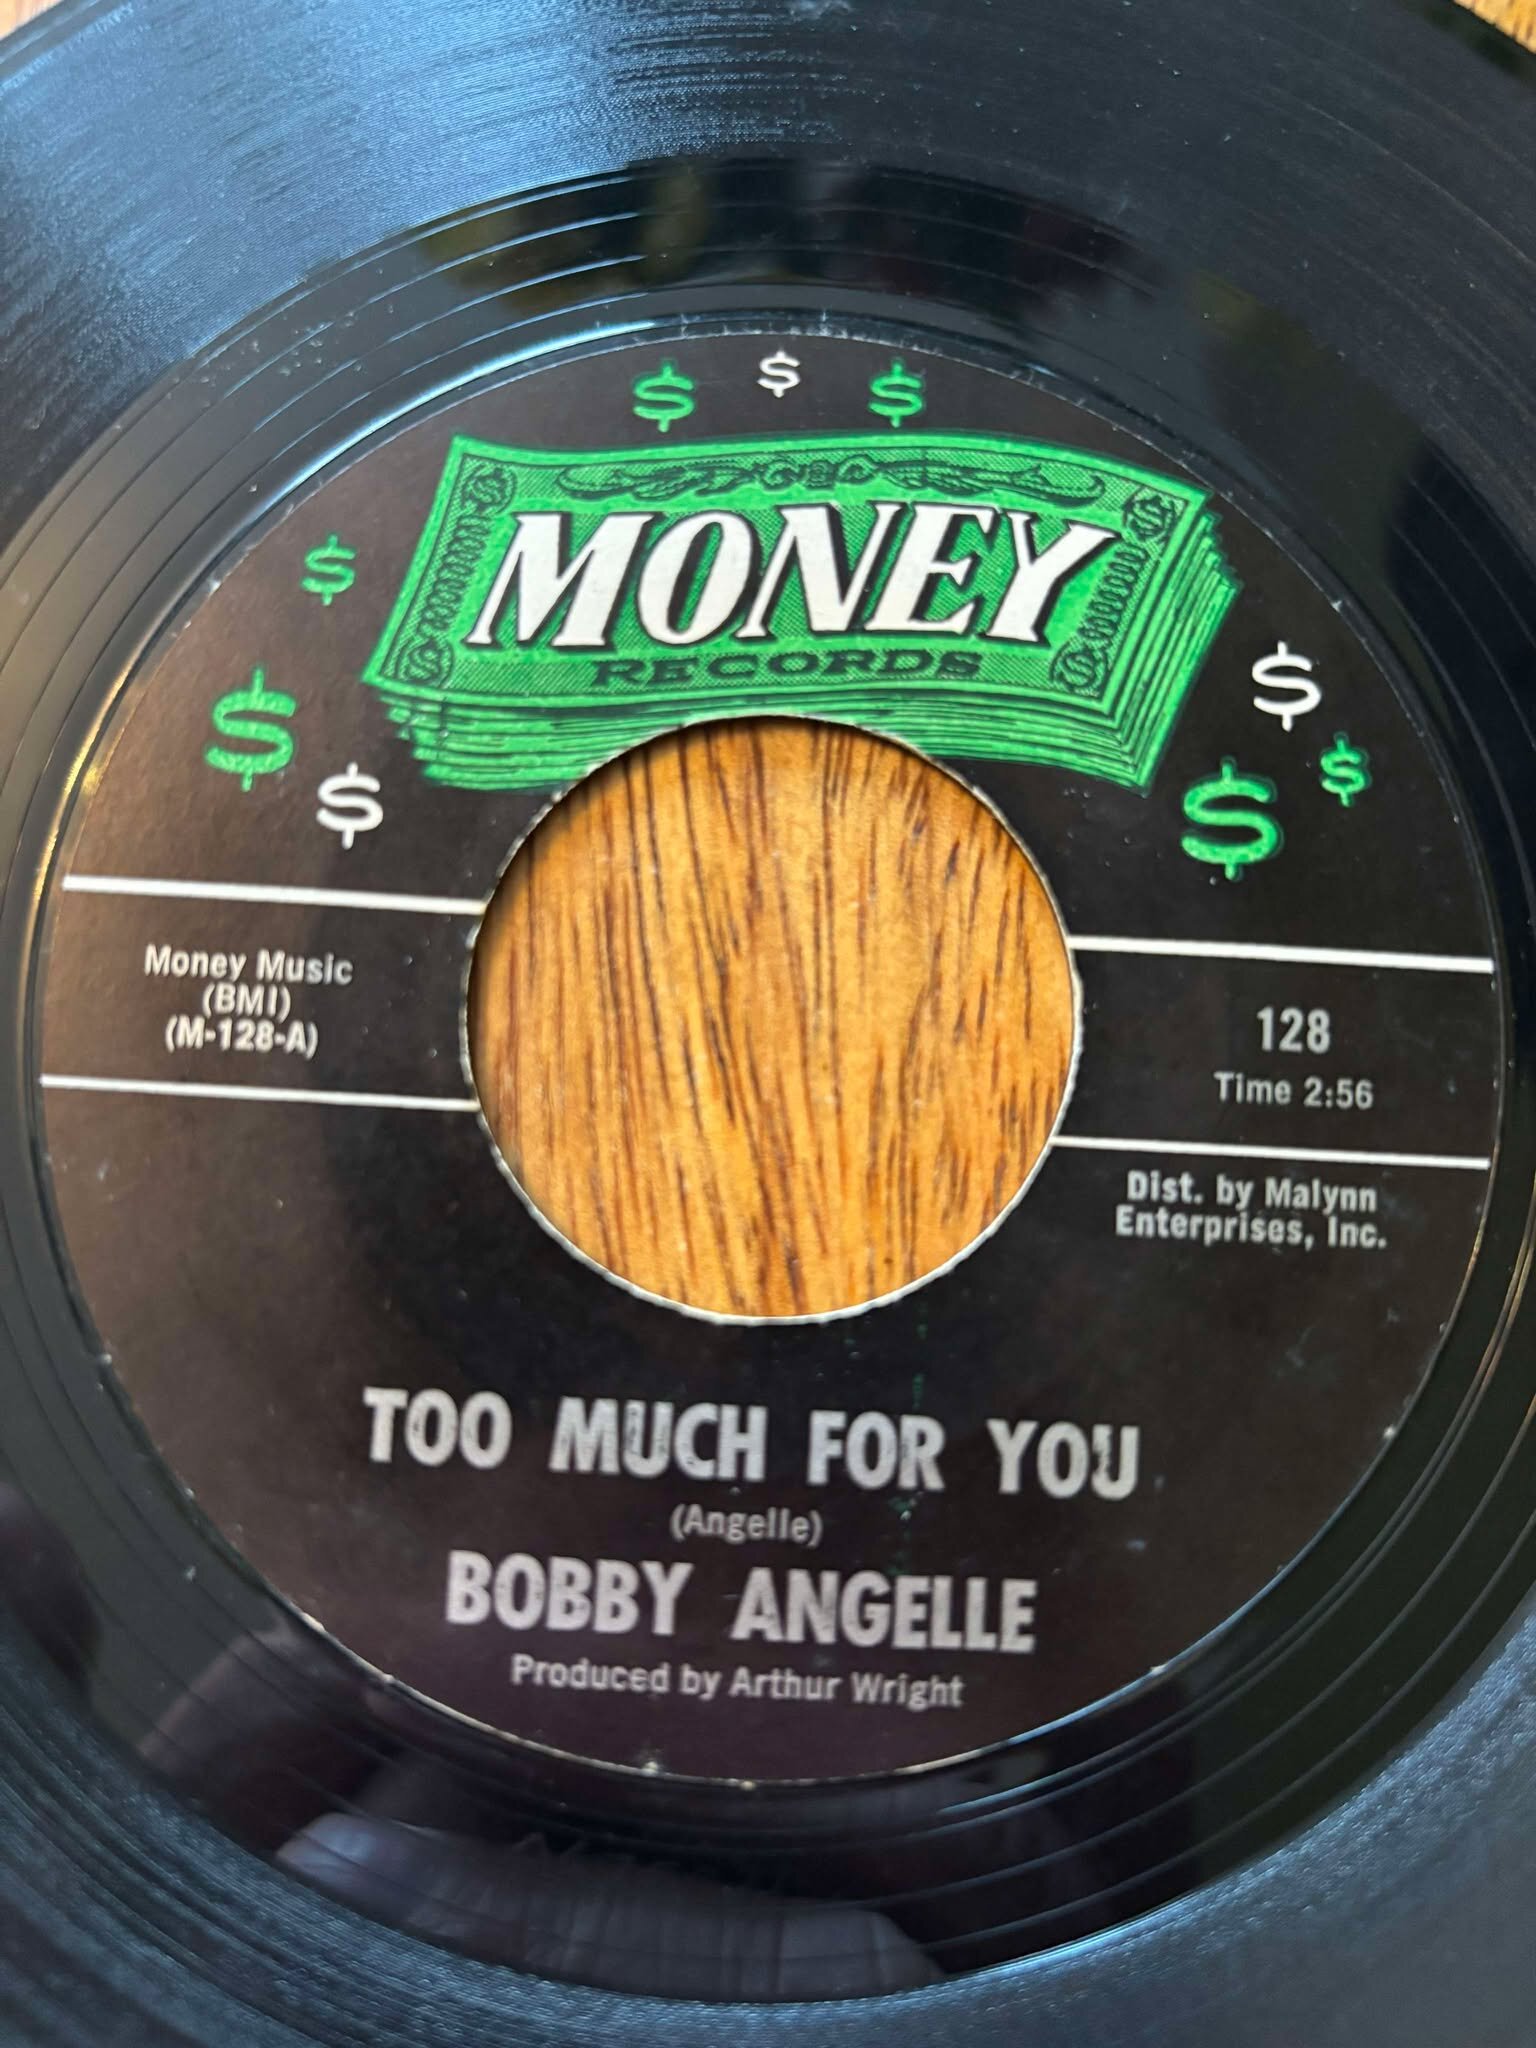 $ $ $
MONEY
RECORDS
$
$
$
$
$
$
Money Music
(BMI)
(M-128-A)
128
Time 2:56
Dist. by Malynn
Enterprises, Inc.
TOO MUCH FOR YOU
(Angelle)
BOBBY ANGELLE
Produced by Arthur Wright